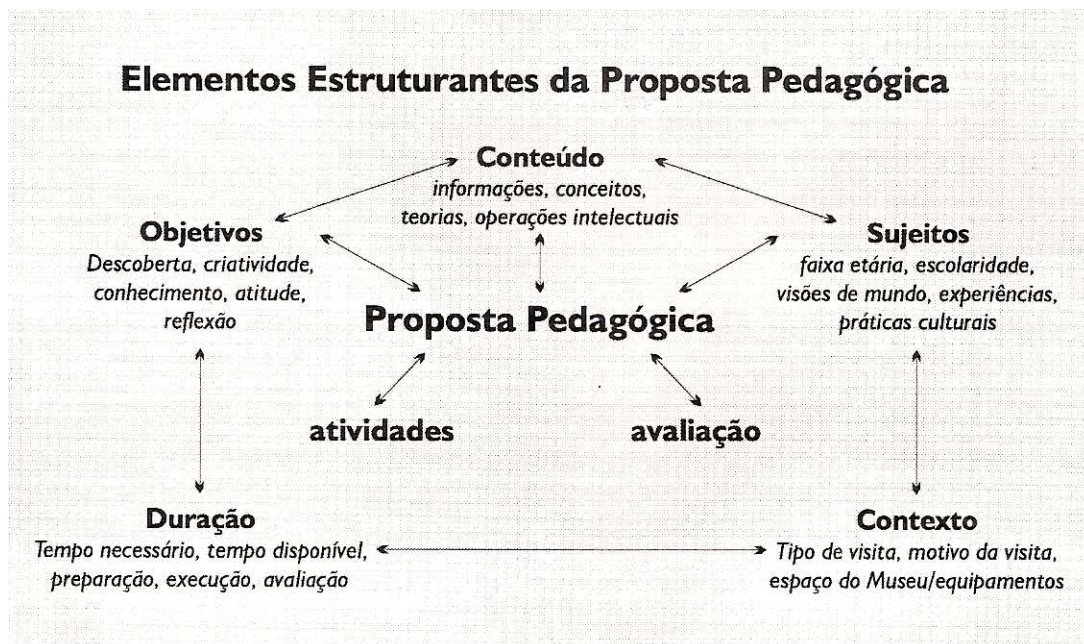 Elementos Estruturantes da Proposta Pedagógica
Conteúdo
informações, conceitos,
teorias, operações intelectuais
Objetivos
Descoberta, criatividade,
conhecimento, atitude,
reflexão
Sujeitos
faixa etária, escolaridade,
visões de mundo, experiências,
práticas culturais
Proposta Pedagógica
atividades
avaliação
Duração
Tempo necessário, tempo disponível,
preparação, execução, avaliação
Contexto
Tipo de visita, motivo da visita,
espaço do Museu/equipamentos